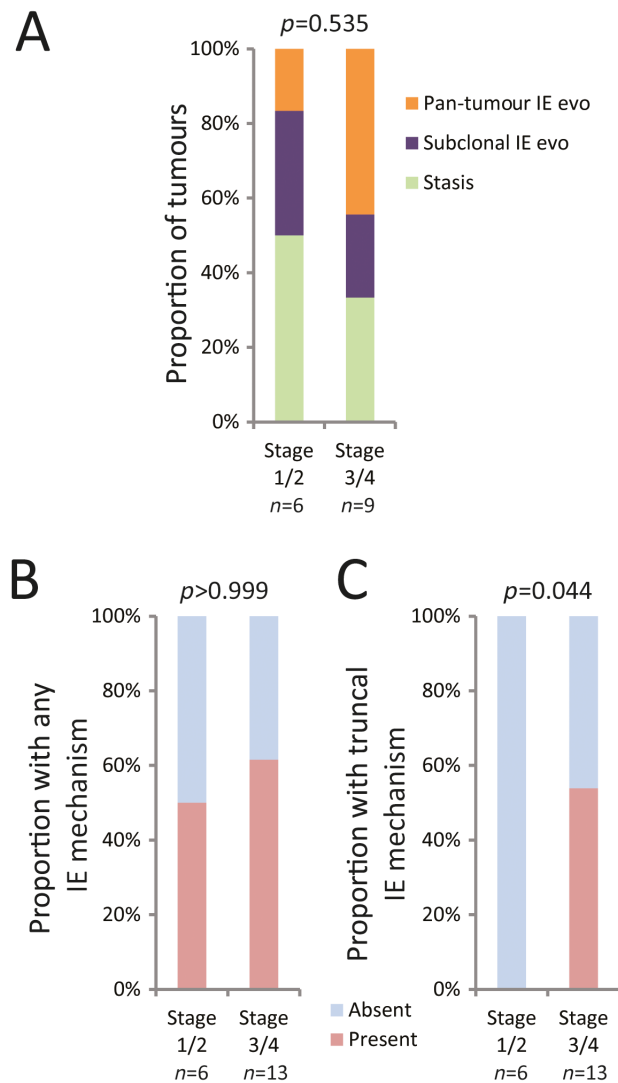 A
p=0.535
Proportion of tumours
100%
80%
60%
40%
20%
0%
Pan-tumour IE evo
Subclonal IE evo
Stasis
Stage
1/2
n=6
Stage
3/4
n=9
B
p>0.999
Proportion with any
IE mechanism
100%
80%
60%
40%
20%
0%
Stage
1/2
n=6
Stage
3/4
n=13
Absent
Present
C
p=0.044
Proportion with truncal
IE mechanism
100%
80%
60%
40%
20%
0%
Stage
1/2
n=6
Stage
3/4
n=13